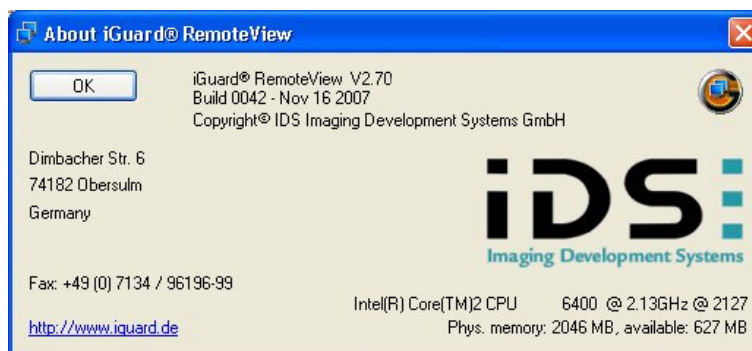 About iGuard® RemoteView
OK
iGuard® RemoteView V2.70
Build 0042 - Nov 16 2007
Copyright© IDS Imaging Development Systems GmbH
Dimbacher Str. 6
74182 Obersulm
Germany
iDS
Imaging Development Systems
Fax: +49 (0) 7134 / 96196-99
Intel(R) Core(TM)2 CPU 6400 @ 2.13GHz @ 2127
http://www.iguard.de
Phys. memory: 2046 MB, available: 627 MB